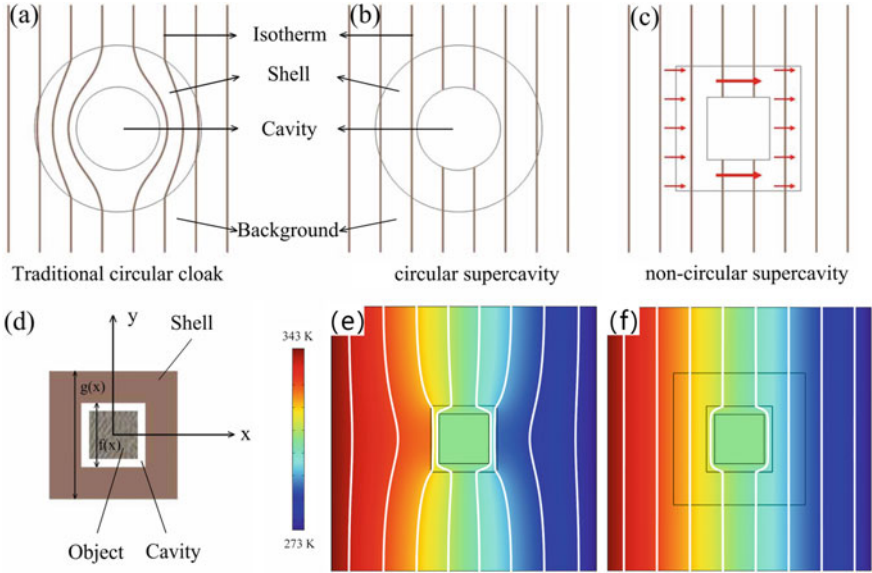 (a)
(b)
(c)
Isotherm
Shell
Cavity
Background
Traditional circular cloak
circular supercavity
non-circular supercavity
(d)
y
Shell
g(x)
f(x)
x
Object
Cavity
343 K
273 K
(e)
(f)